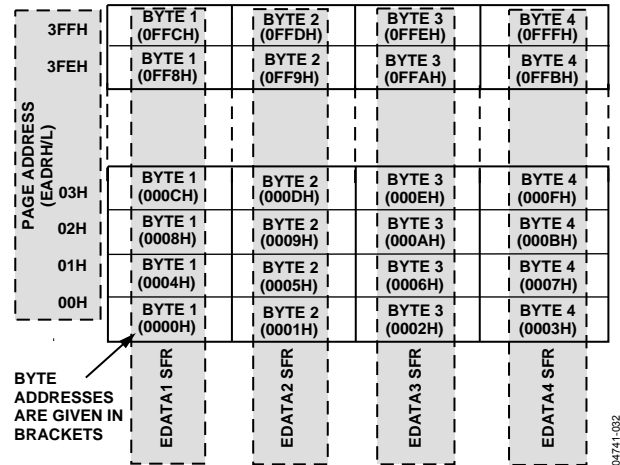 3FFH
BYTE 1
(0FFCH)
BYTE 2
(0FFDH)
BYTE 3
(0FFEH)
BYTE 4
(0FFFH)
3FEH
BYTE 1
(0FF8H)
BYTE 2
(0FF9H)
BYTE 3
(0FFAH)
BYTE 4
(0FFBH)
PAGE ADDRESS
(EADRH/L)
03H
BYTE 1
(000CH)
BYTE 2
(000DH)
BYTE 3
(000EH)
BYTE 4
(000FH)
02H
BYTE 1
(0008H)
BYTE 2
(0009H)
BYTE 3
(000AH)
BYTE 4
(000BH)
01H
BYTE 1
(0004H)
BYTE 2
(0005H)
BYTE 3
(0006H)
BYTE 4
(0007H)
00H
BYTE 1
(0000H)
BYTE 2
(0001H)
BYTE 3
(0002H)
BYTE 4
(0003H)
BYTE
ADDRESSES
ARE GIVEN IN
BRACKETS
EDATA1 SFR
EDATA2 SFR
EDATA3 SFR
EDATA4 SFR
04741-032